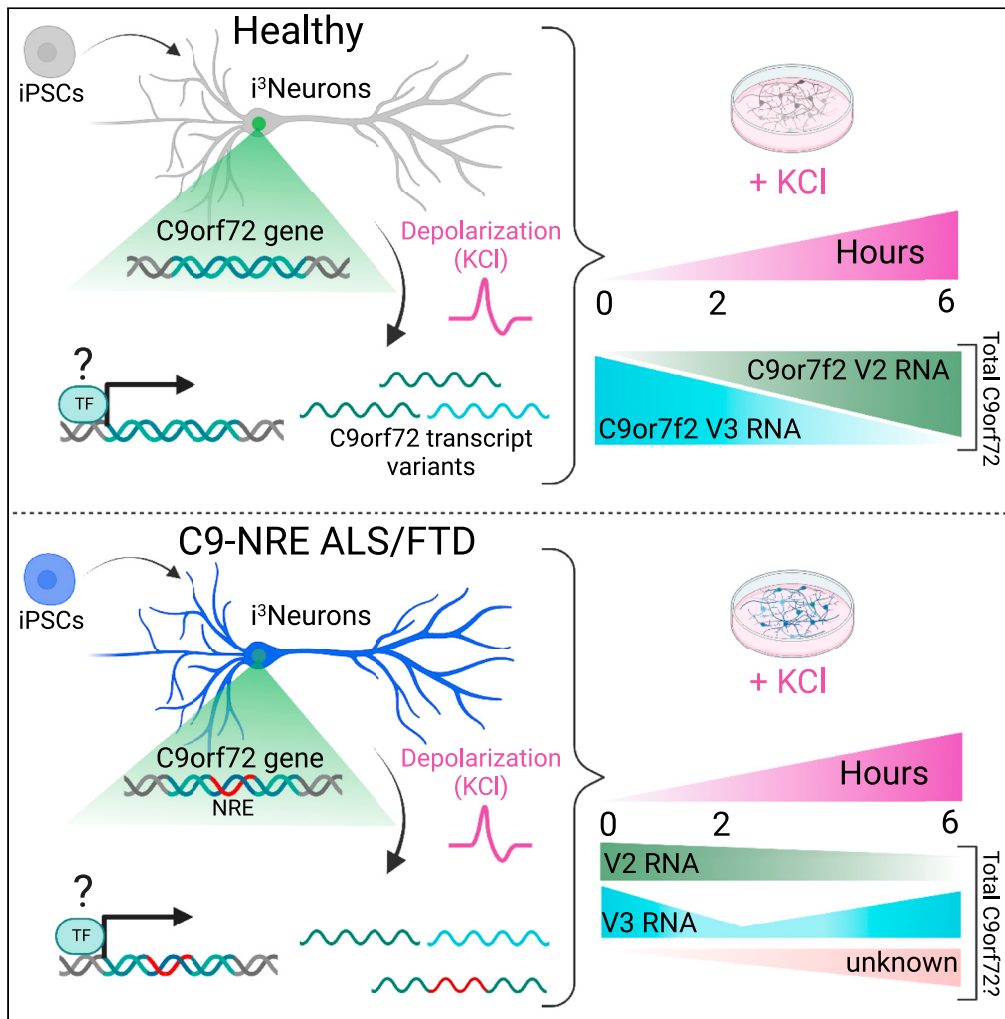 Healthy
iPSCs
i³Neurons
C9orf72 gene
Depolarization
(KCl)
?
TF
C9orf72 transcript
variants
+ KCl
Hours
0
2
6
C9or7f2 V2 RNA
C9or7f2 V3 RNA
Total C9orf72
C9-NRE ALS/FTD
iPSCs
i³Neurons
C9orf72 gene
NRE
Depolarization
(KCl)
?
TF
+ KCl
Hours
0
2
6
V2 RNA
V3 RNA
unknown
Total C9orf72?